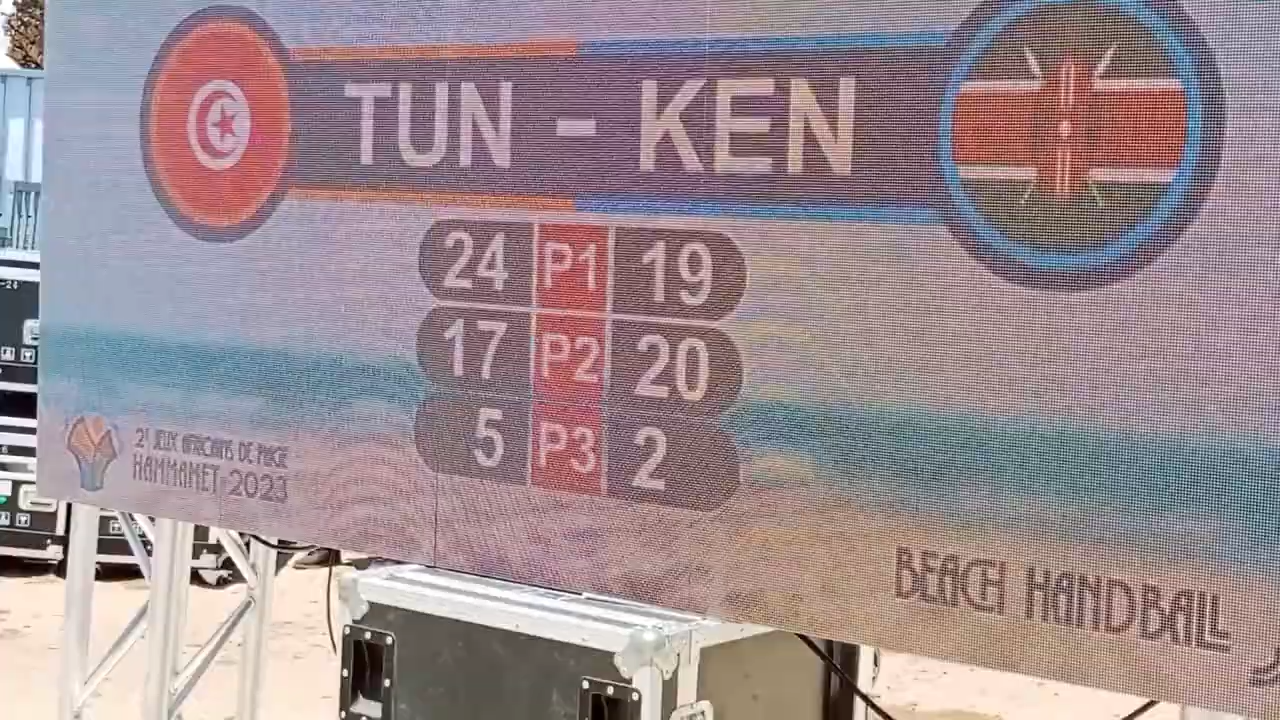 TUN - KEN
24 P1 19
17 P2 20
5 P3 2
2ᵉ JEUX AFRICAINS DE PLAGE
HAMMAMET 2023
BEACH HANDBALL
-24